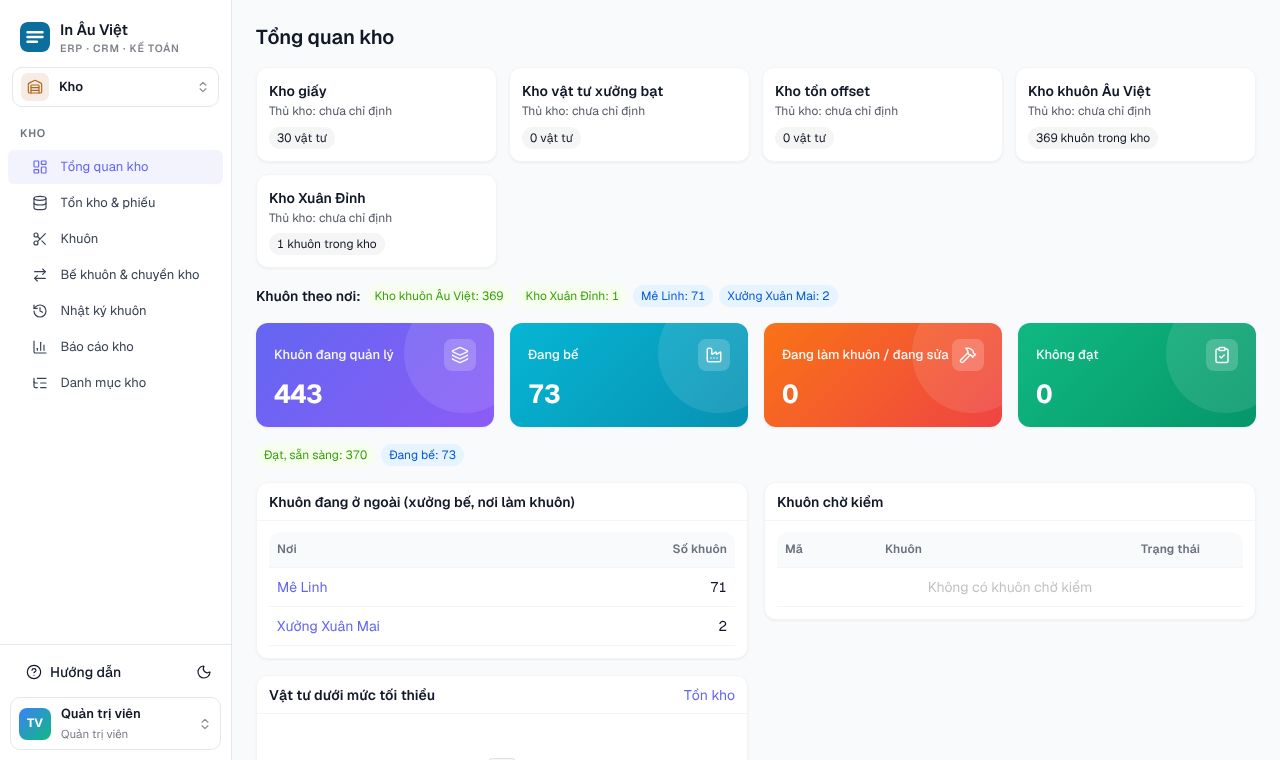 In Âu Việt
ERP · CRM · KẾ TOÁN
Kho
KHO
Tổng quan kho
Tồn kho & phiếu
Khuôn
Bế khuôn & chuyển kho
Nhật ký khuôn
Báo cáo kho
Danh mục kho
Hướng dẫn
TV
Quản trị viên
Quản trị viên
Tổng quan kho
Kho giấy
Thủ kho: chưa chỉ định
30 vật tư
Kho vật tư xưởng bạt
Thủ kho: chưa chỉ định
0 vật tư
Kho tồn offset
Thủ kho: chưa chỉ định
0 vật tư
Kho khuôn Âu Việt
Thủ kho: chưa chỉ định
369 khuôn trong kho
Kho Xuân Đỉnh
Thủ kho: chưa chỉ định
1 khuôn trong kho
Khuôn theo nơi: Kho khuôn Âu Việt: 369 Kho Xuân Đỉnh: 1 Mê Linh: 71 Xưởng Xuân Mai: 2
Khuôn đang quản lý
443
Đang bế
73
Đang làm khuôn / đang sửa
0
Không đạt
0
Đạt, sẵn sàng: 370 Đang bế: 73
Khuôn đang ở ngoài (xưởng bế, nơi làm khuôn)
Nơi Số khuôn
Mê Linh 71
Xưởng Xuân Mai 2
Khuôn chờ kiểm
Mã Khuôn Trạng thái
Không có khuôn chờ kiểm
Vật tư dưới mức tối thiểu Tồn kho